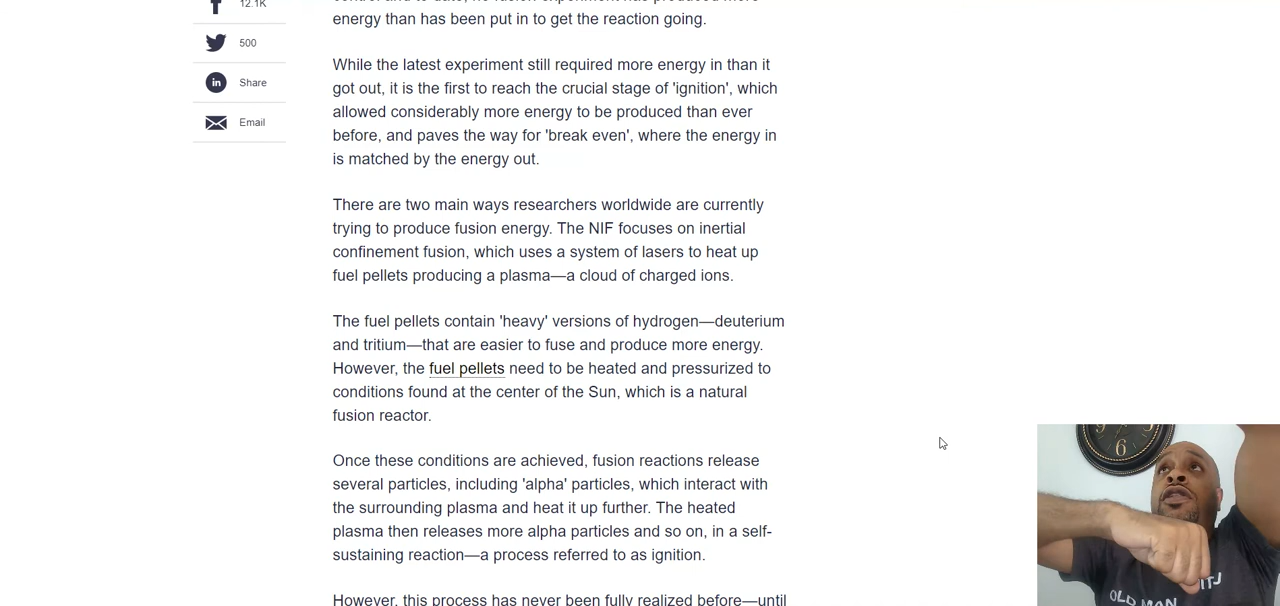 12.1K
500
Share
Email
energy than has been put in to get the reaction going.
While the latest experiment still required more energy in than it
got out, it is the first to reach the crucial stage of 'ignition', which
allowed considerably more energy to be produced than ever
before, and paves the way for 'break even', where the energy in
is matched by the energy out.
There are two main ways researchers worldwide are currently
trying to produce fusion energy. The NIF focuses on inertial
confinement fusion, which uses a system of lasers to heat up
fuel pellets producing a plasma—a cloud of charged ions.
The fuel pellets contain 'heavy' versions of hydrogen—deuterium
and tritium—that are easier to fuse and produce more energy.
However, the fuel pellets need to be heated and pressurized to
conditions found at the center of the Sun, which is a natural
fusion reactor.
Once these conditions are achieved, fusion reactions release
several particles, including 'alpha' particles, which interact with
the surrounding plasma and heat it up further. The heated
plasma then releases more alpha particles and so on, in a self-
sustaining reaction—a process referred to as ignition.
However, this process has never been fully realized before—until
6
OLD MAN